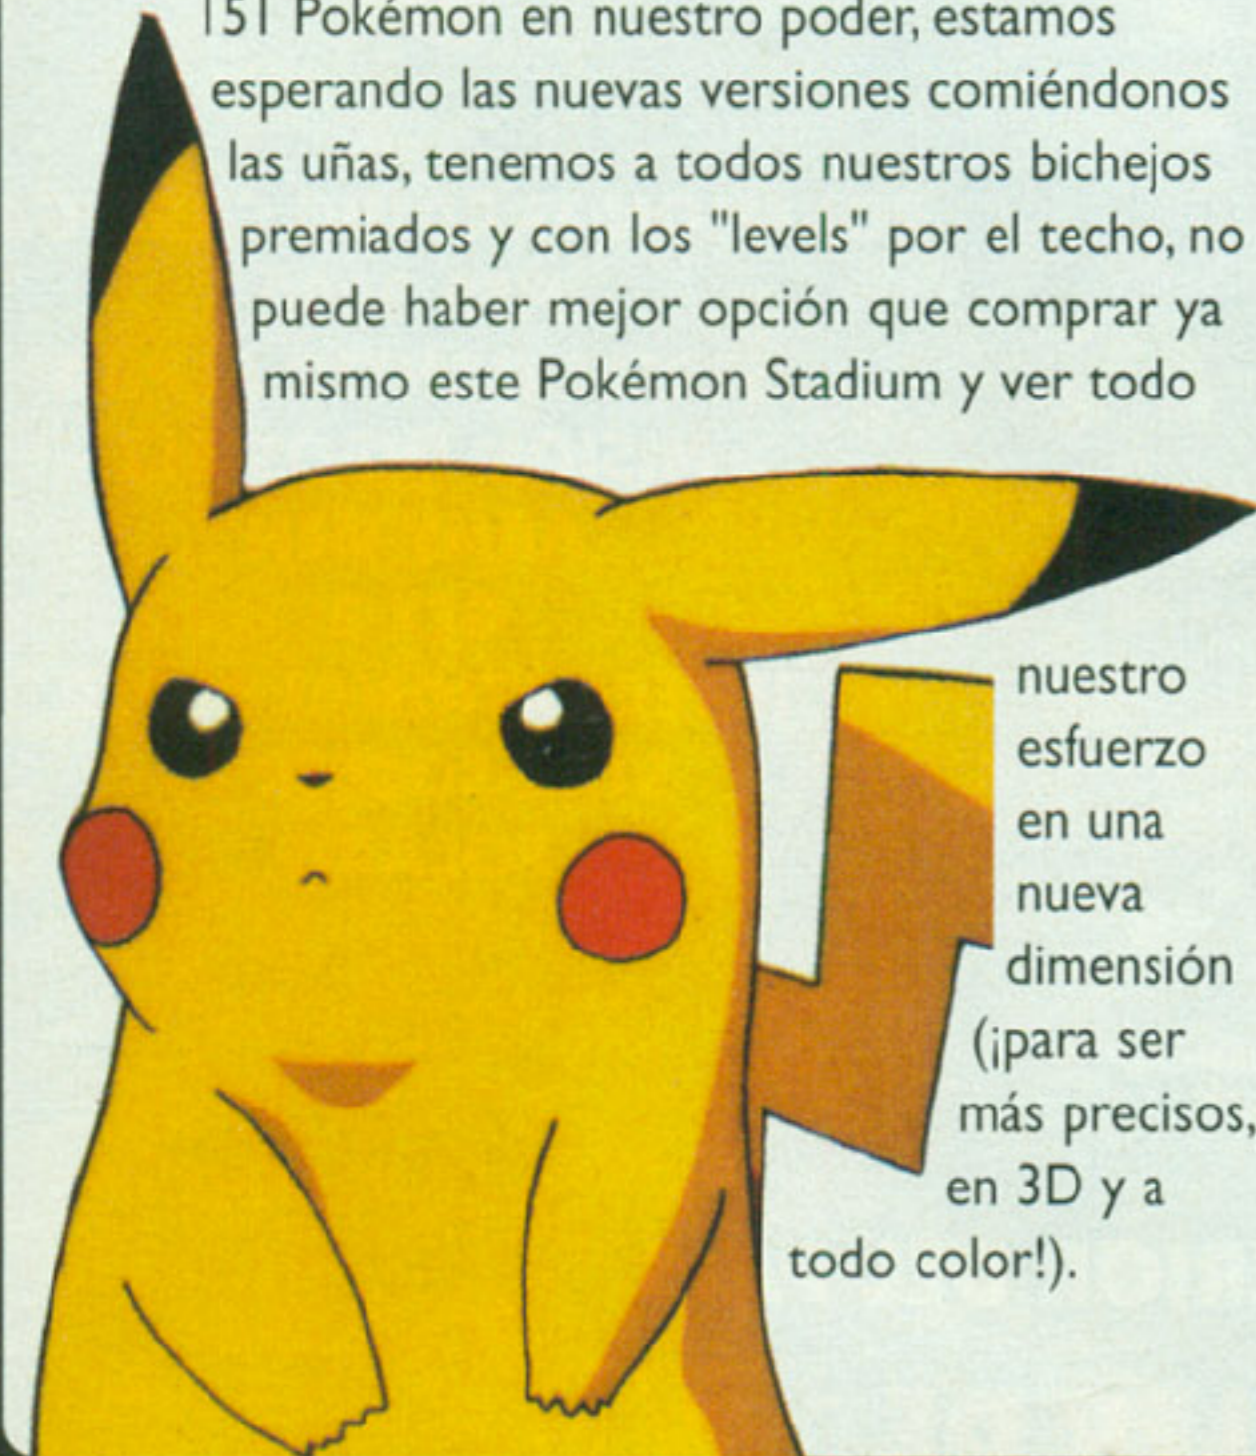 151 Pokémon en nuestro poder, estamos
esperando las nuevas versiones comiéndonos
las uñas, tenemos a todos nuestros bichejos
premiados y con los "levels" por el techo, no
puede haber mejor opción que comprar ya
mismo este Pokémon Stadium y ver todo
nuestro
esfuerzo
en una
nueva
dimensión
(¡para ser
más precisos,
en 3D y a
todo color!).